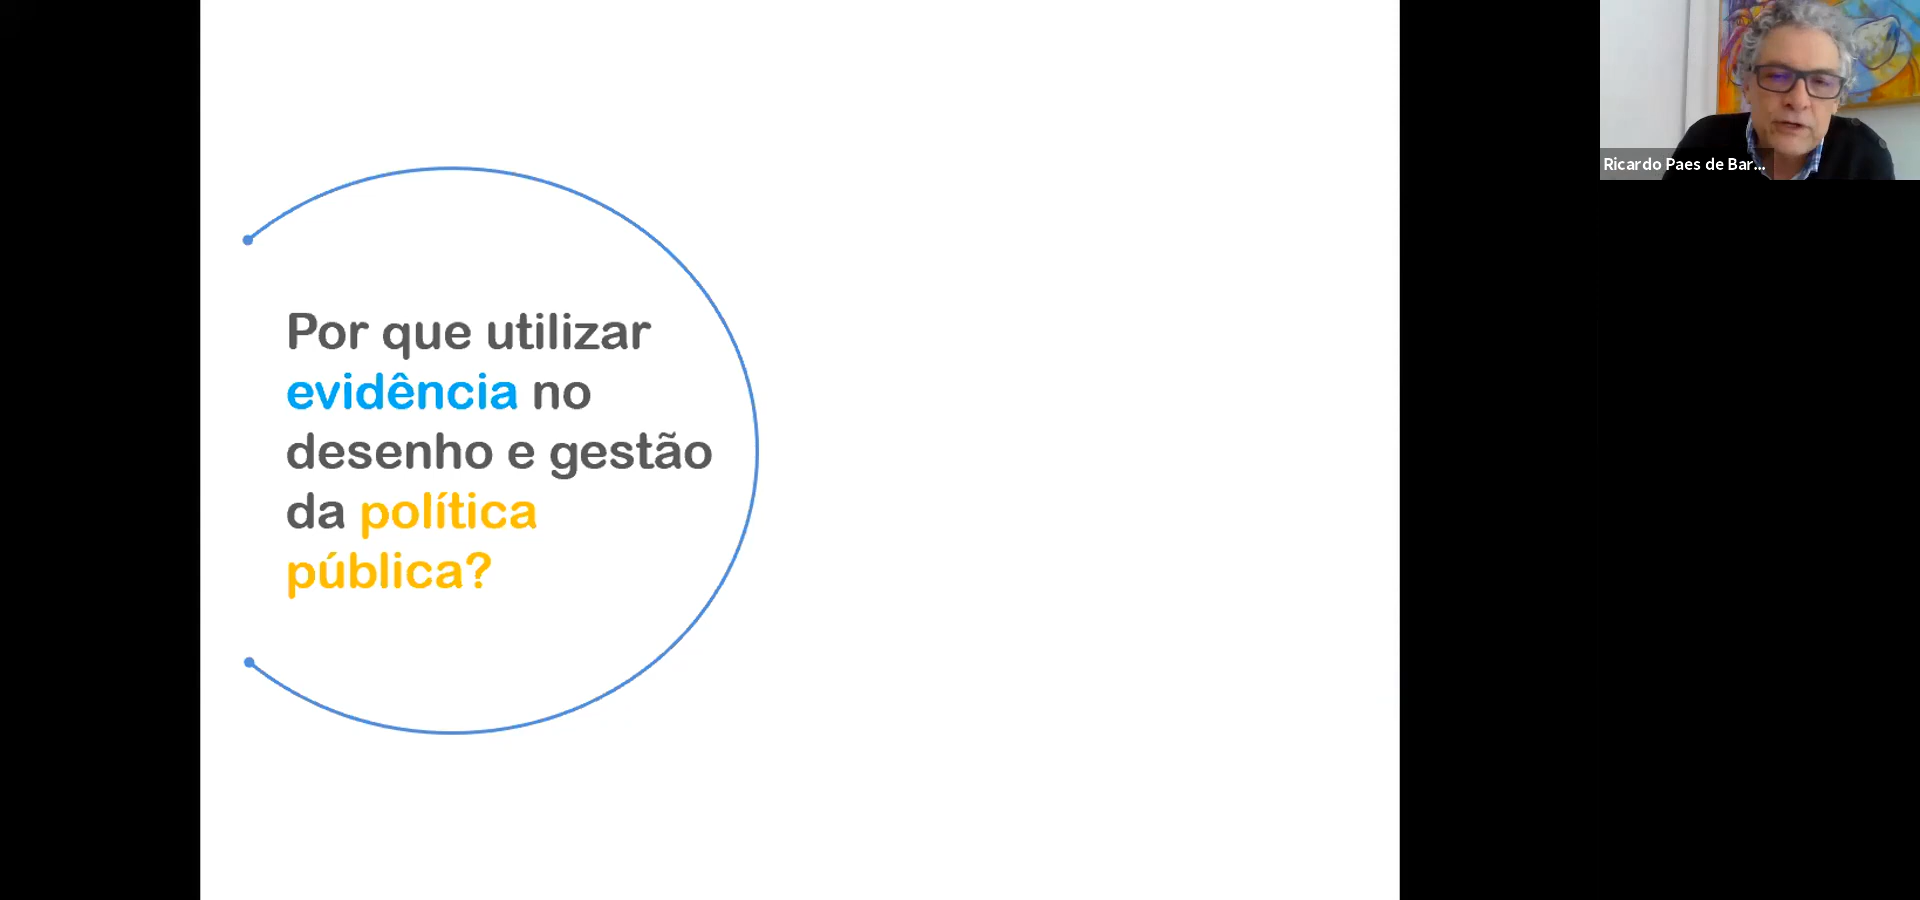 Por que utilizar
evidência no
desenho e gestão
da política
pública?
Ricardo Paes de Bar...